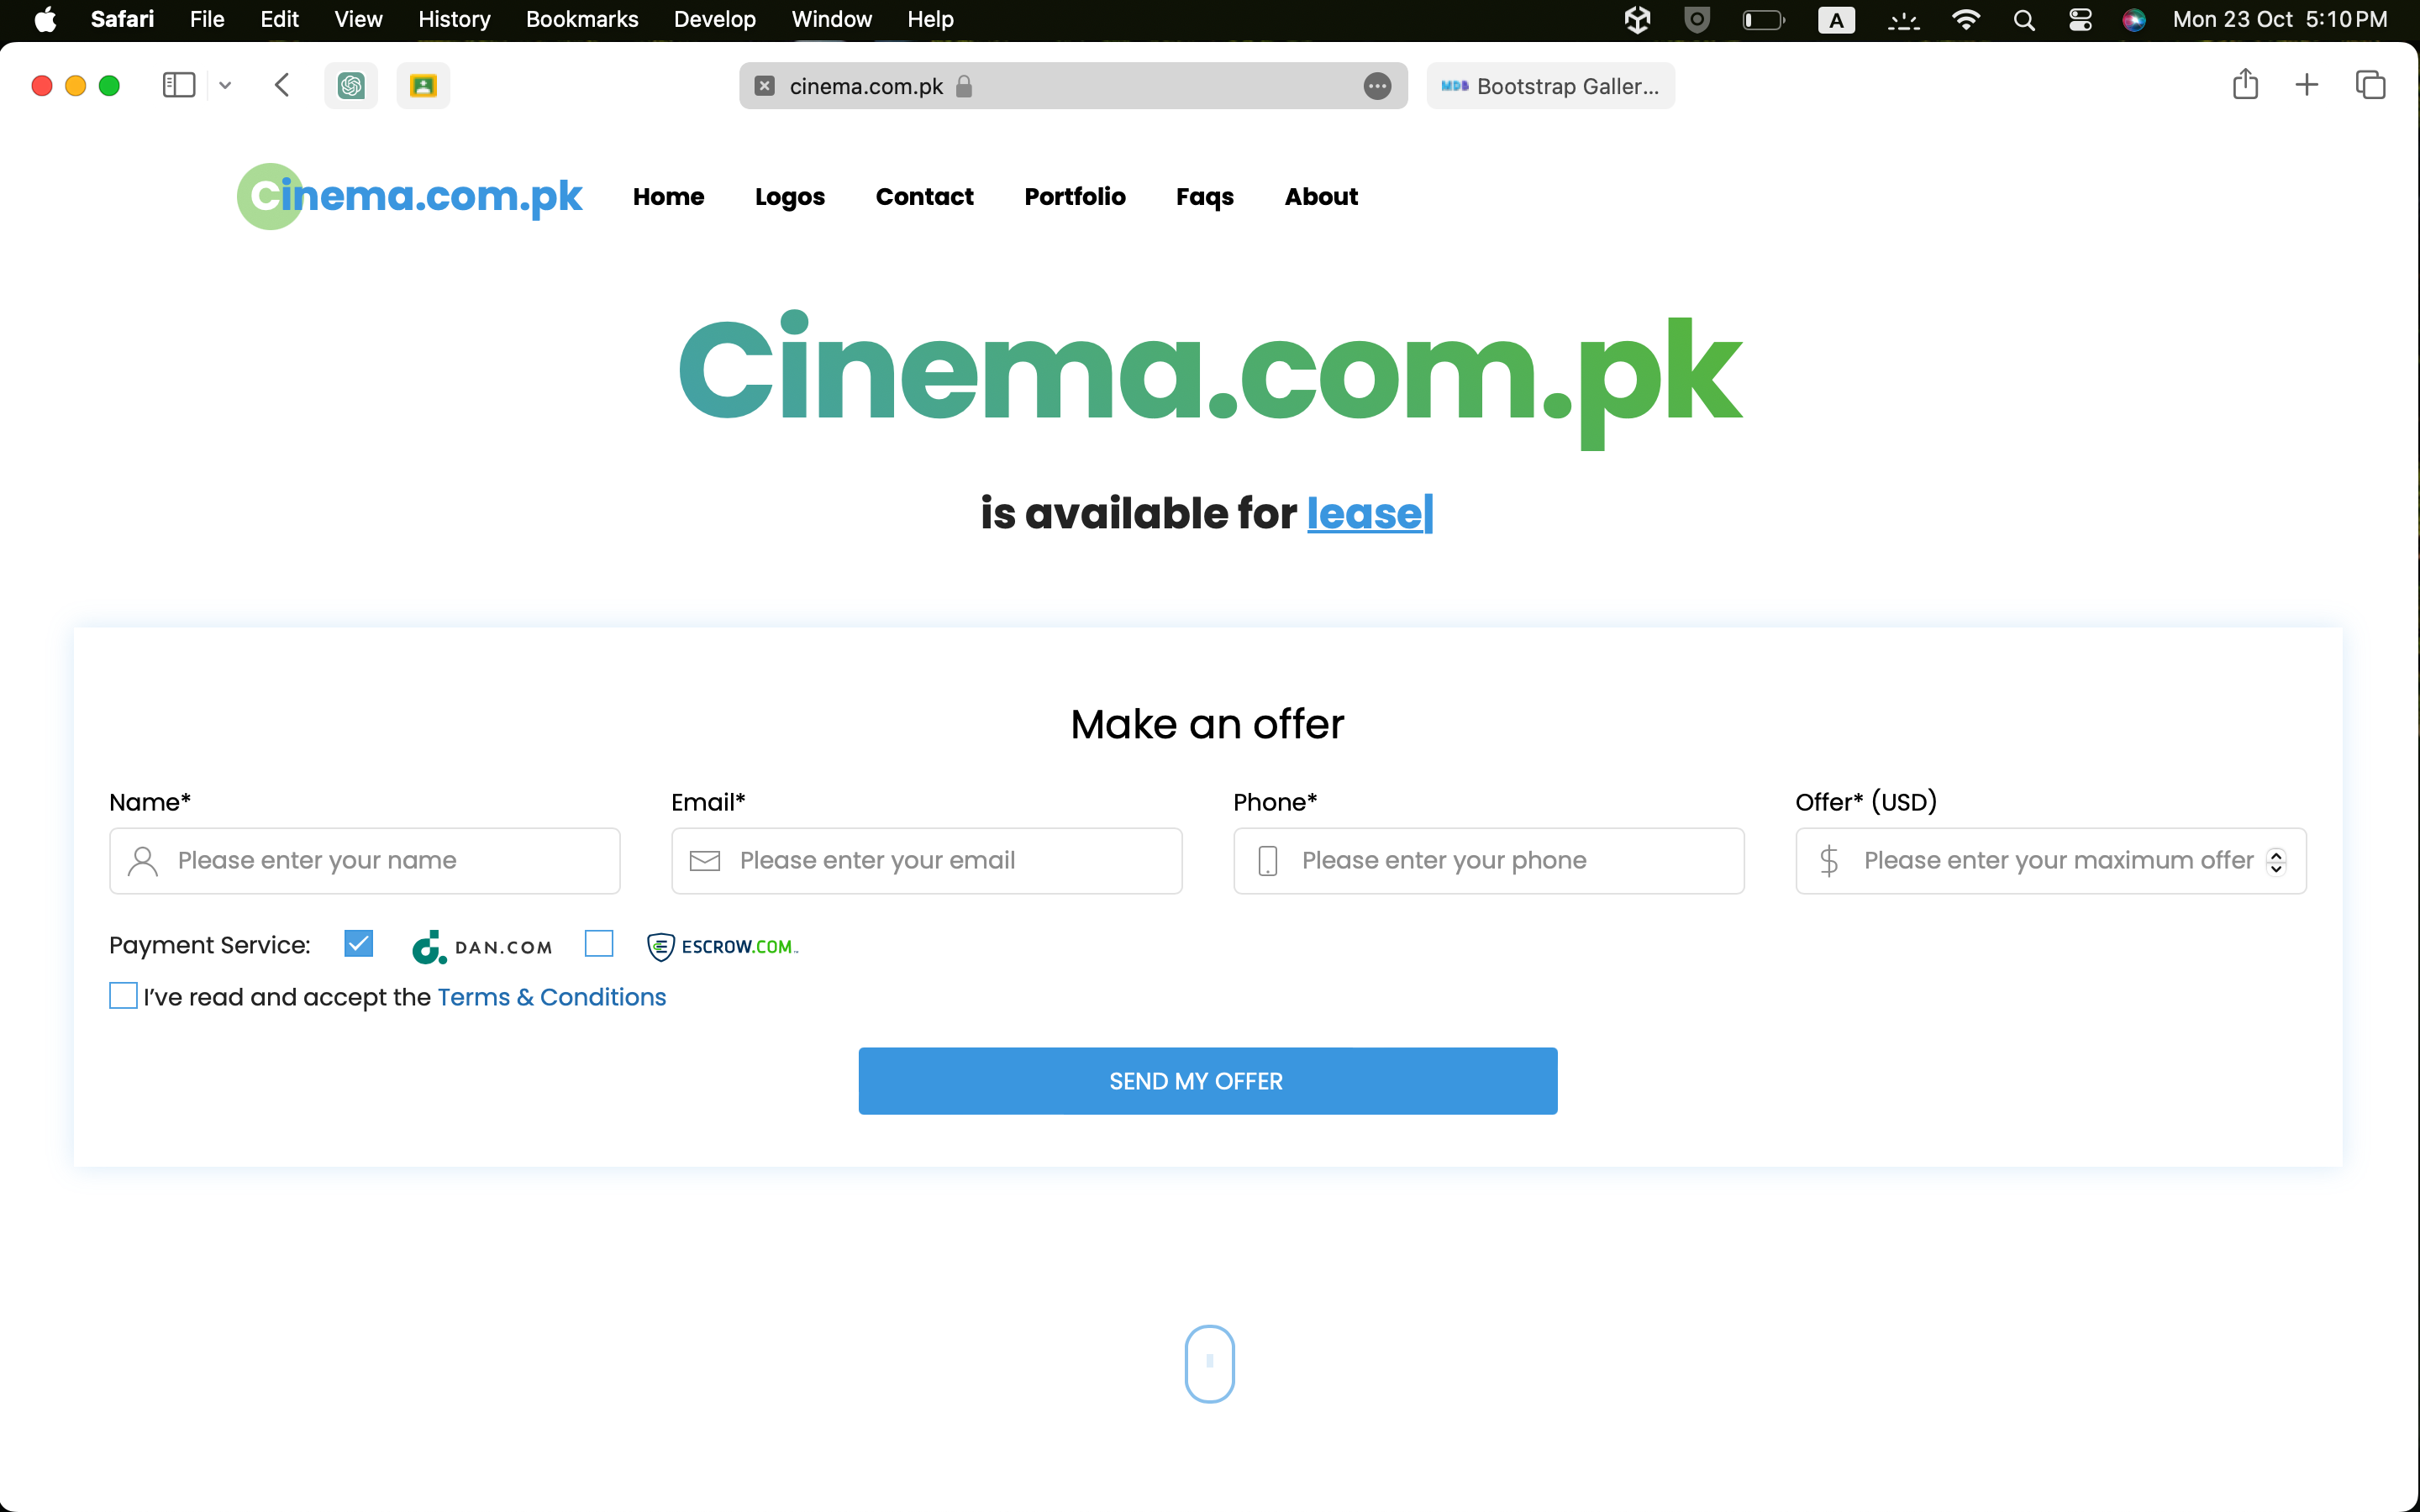 Safari File Edit View History Bookmarks Develop Window Help A Mon 23 Oct 5:10 PM
cinema.com.pk MDB Bootstrap Galler...
Cinema.com.pk Home Logos Contact Portfolio Faqs About
Cinema.com.pk
is available for lease|
Make an offer
Name* Email* Phone* Offer* (USD)
Please enter your name Please enter your email Please enter your phone Please enter your maximum offer
Payment Service: DAN.COM ESCROW.COM
I’ve read and accept the Terms & Conditions
SEND MY OFFER